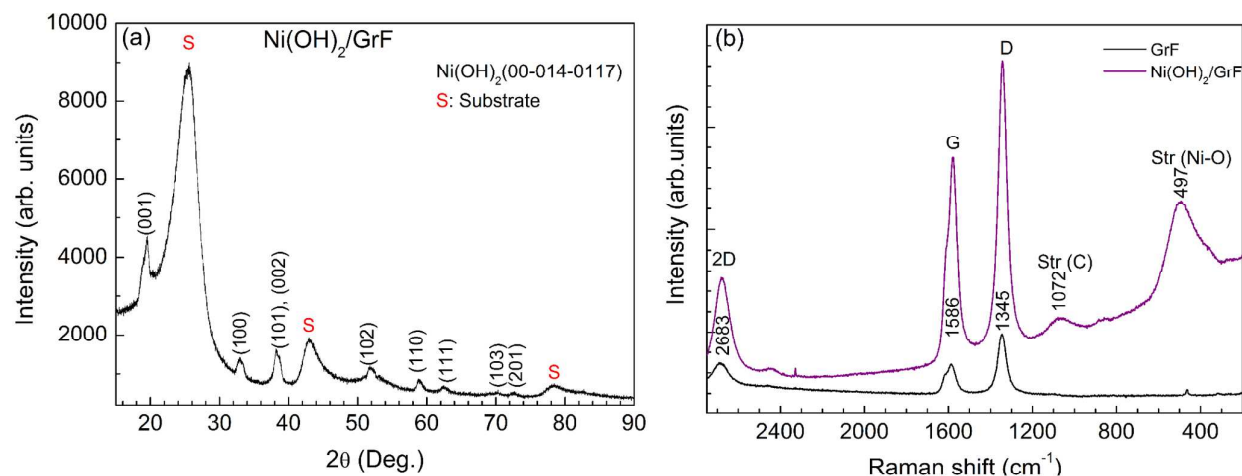 (a)
Ni(OH)₂/GrF
Ni(OH)₂(00-014-0117)
S: Substrate
S
(001)
(100)
(101), (002)
S
(102)
(110)
(111)
(103)
(201)
S
10000
8000
6000
4000
2000
20 30 40 50 60 70 80 90
2θ (Deg.)
Intensity (arb. units)
(b)
GrF
Ni(OH)₂/GrF
2D
2683
G
1586
D
1345
Str (C)
1072
Str (Ni-O)
497
2400 1600 1200 800 400
Raman shift (cm⁻¹)
Intensity (arb.units)